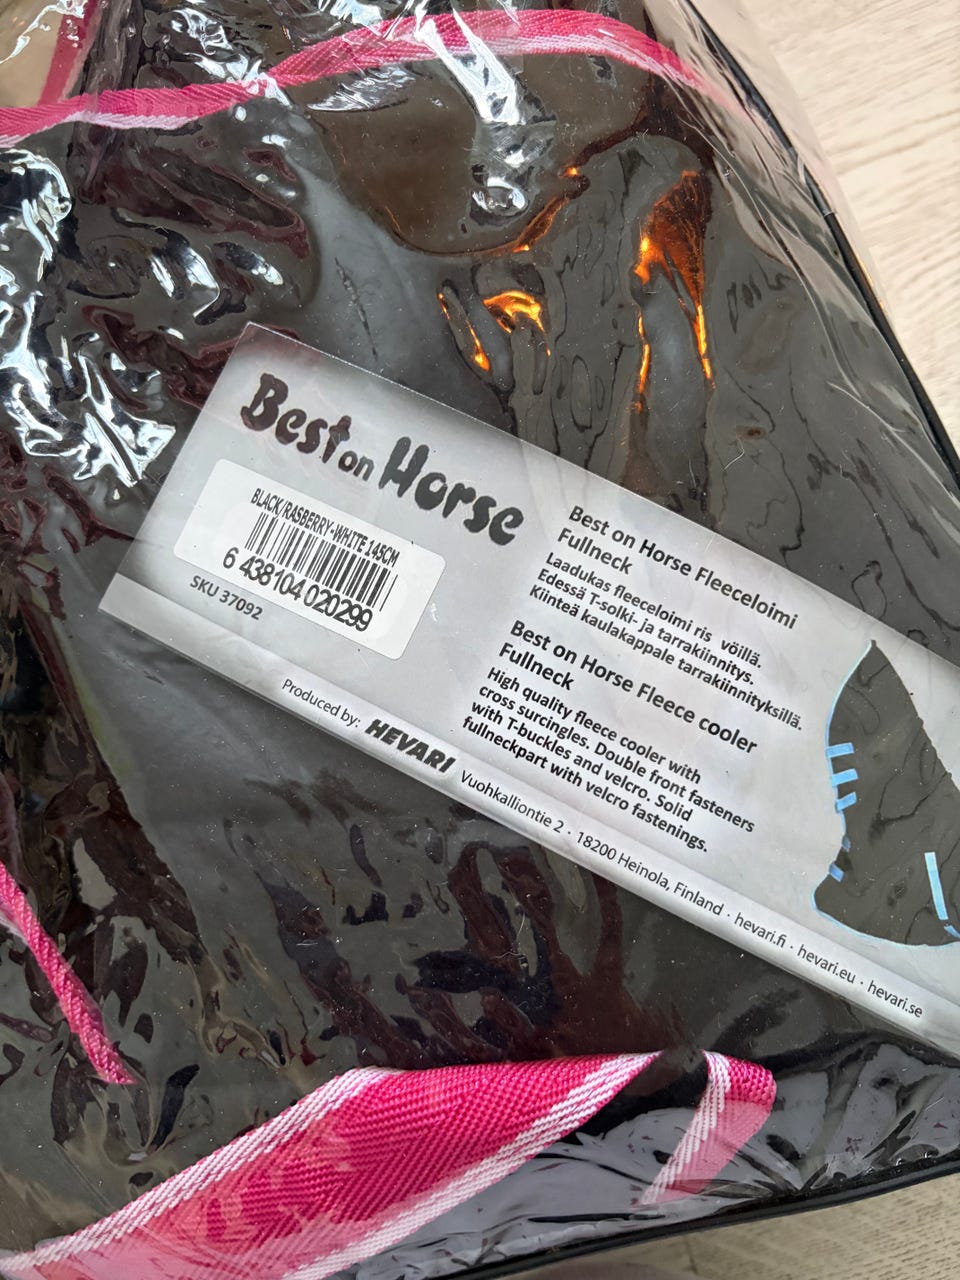 Best on Horse
BLACK/RASBERRY-WHITE 145CM
6 438104 020299
SKU 37092
Best on Horse Fleeceloimi
Fullneck
Laadukas fleeceloimi ris vöillä.
Edessä T-solki- ja tarrakiinnitys.
Kiinteä kaulakappale tarrakiinnityksillä.
Best on Horse Fleece cooler
Fullneck
High quality fleece cooler with
cross surcingles. Double front fasteners
with T-buckles and velcro. Solid
fullneckpart with velcro fastenings.
Produced by: HEVARI Vuohkalliontie 2 · 18200 Heinola, Finland · hevari.fi · hevari.eu · hevari.se